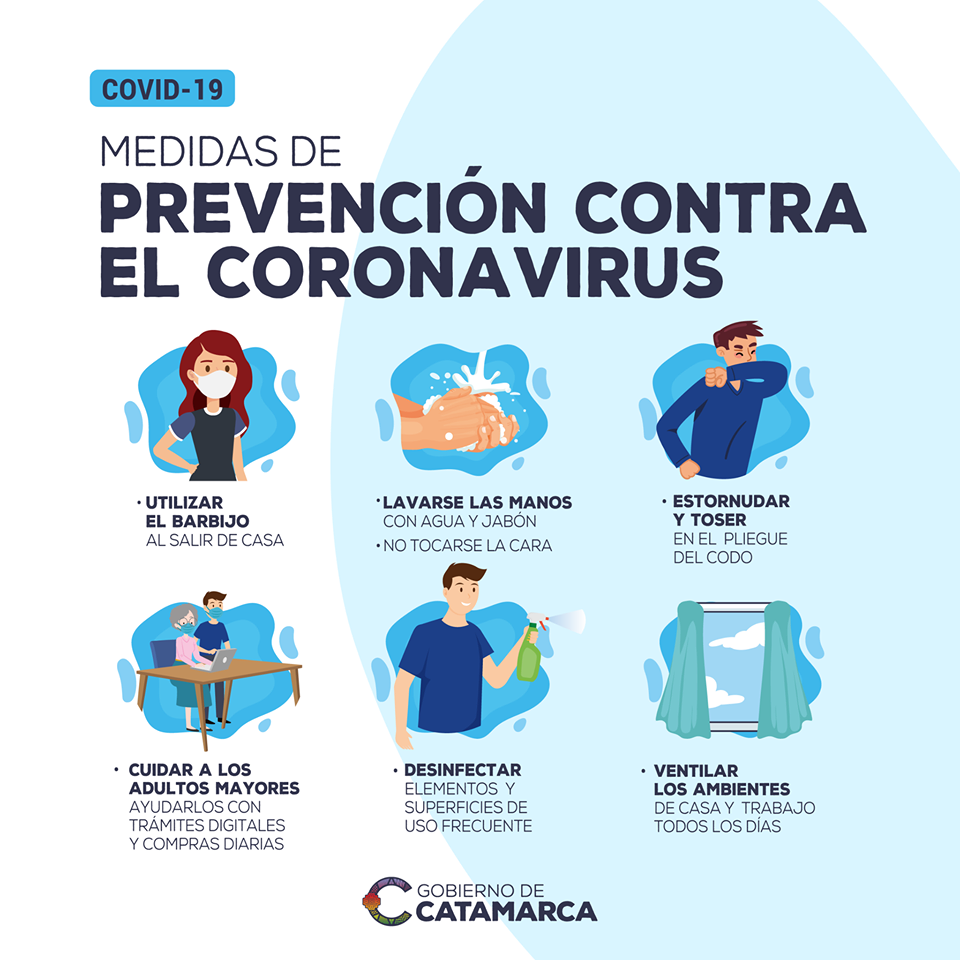 COVID-19
MEDIDAS DE
PREVENCIÓN CONTRA
EL CORONAVIRUS
• UTILIZAR
EL BARBIJO
AL SALIR DE CASA
• LAVARSE LAS MANOS
CON AGUA Y JABÓN
• NO TOCARSE LA CARA
• ESTORNUDAR
Y TOSER
EN EL PLIEGUE
DEL CODO
• CUIDAR A LOS
ADULTOS MAYORES
AYUDARLOS CON
TRÁMITES DIGITALES
Y COMPRAS DIARIAS
• DESINFECTAR
ELEMENTOS Y
SUPERFICIES DE
USO FRECUENTE
• VENTILAR
LOS AMBIENTES
DE CASA Y TRABAJO
TODOS LOS DÍAS
GOBIERNO DE
CATAMARCA